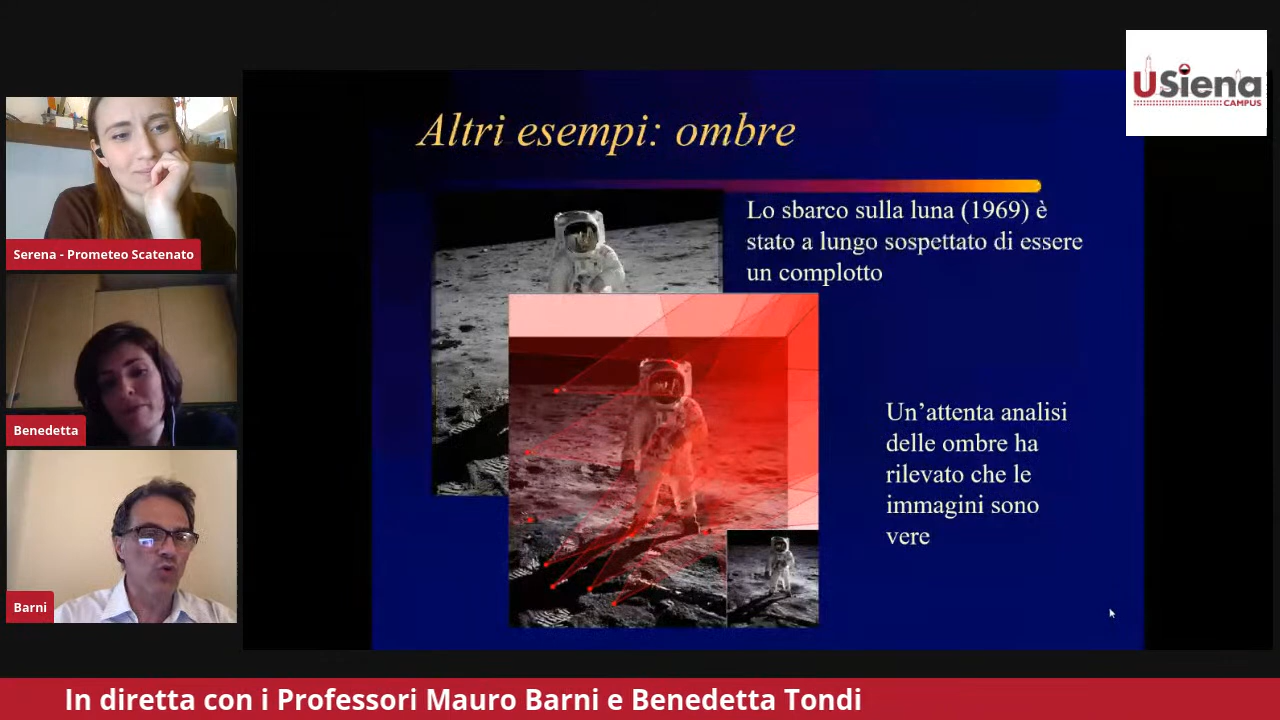 USiena
CAMPUS
Altri esempi: ombre
Lo sbarco sulla luna (1969) è
stato a lungo sospettato di essere
un complotto
Un’attenta analisi
delle ombre ha
rilevato che le
immagini sono
vere
Serena - Prometeo Scatenato
Benedetta
Barni
In diretta con i Professori Mauro Barni e Benedetta Tondi